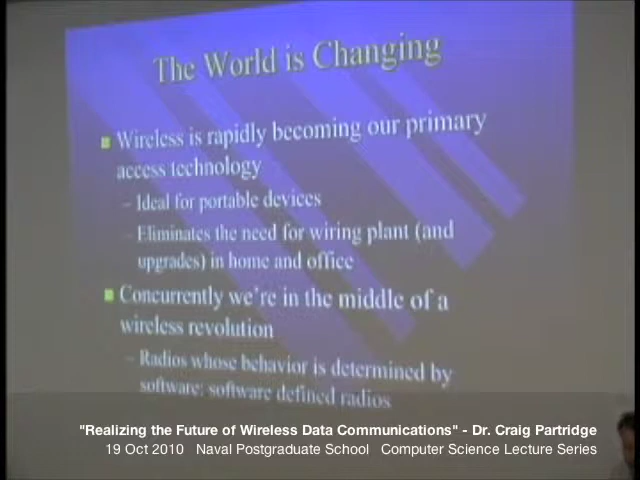 The World is Changing
Wireless is rapidly becoming our primary
access technology
– Ideal for portable devices
– Eliminates the need for wiring plant (and
upgrades) in home and office
Concurrently we're in the middle of a
wireless revolution
– Radios whose behavior is determined by
software: software defined radios
"Realizing the Future of Wireless Data Communications" - Dr. Craig Partridge
19 Oct 2010 Naval Postgraduate School Computer Science Lecture Series